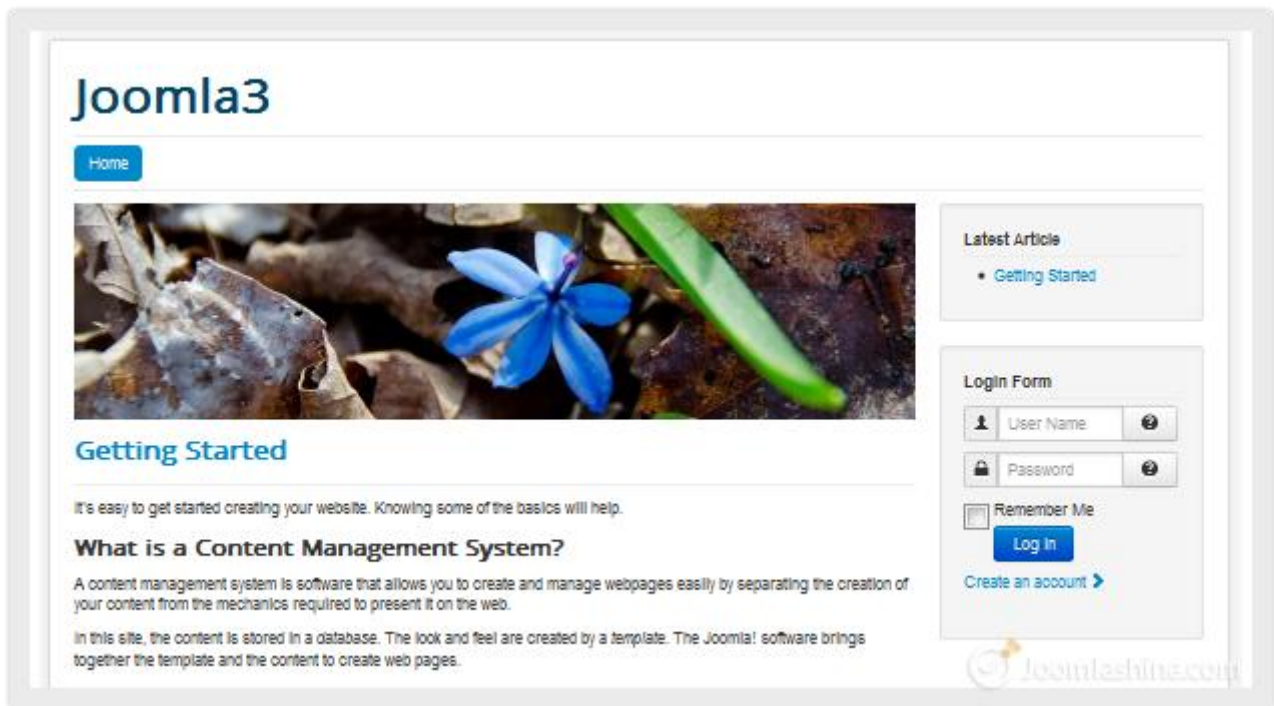 Joomla3
Home
Latest Article
Getting Started
Login Form
User Name
Password
Remember Me
Log in
Create an account
Getting Started
It's easy to get started creating your website. Knowing some of the basics will help.
What is a Content Management System?
A content management system is software that allows you to create and manage webpages easily by separating the creation of
your content from the mechanics required to present it on the web.
In this site, the content is stored in a database. The look and feel are created by a template. The Joomla! software brings
together the template and the content to create web pages.
Joomlashine.com